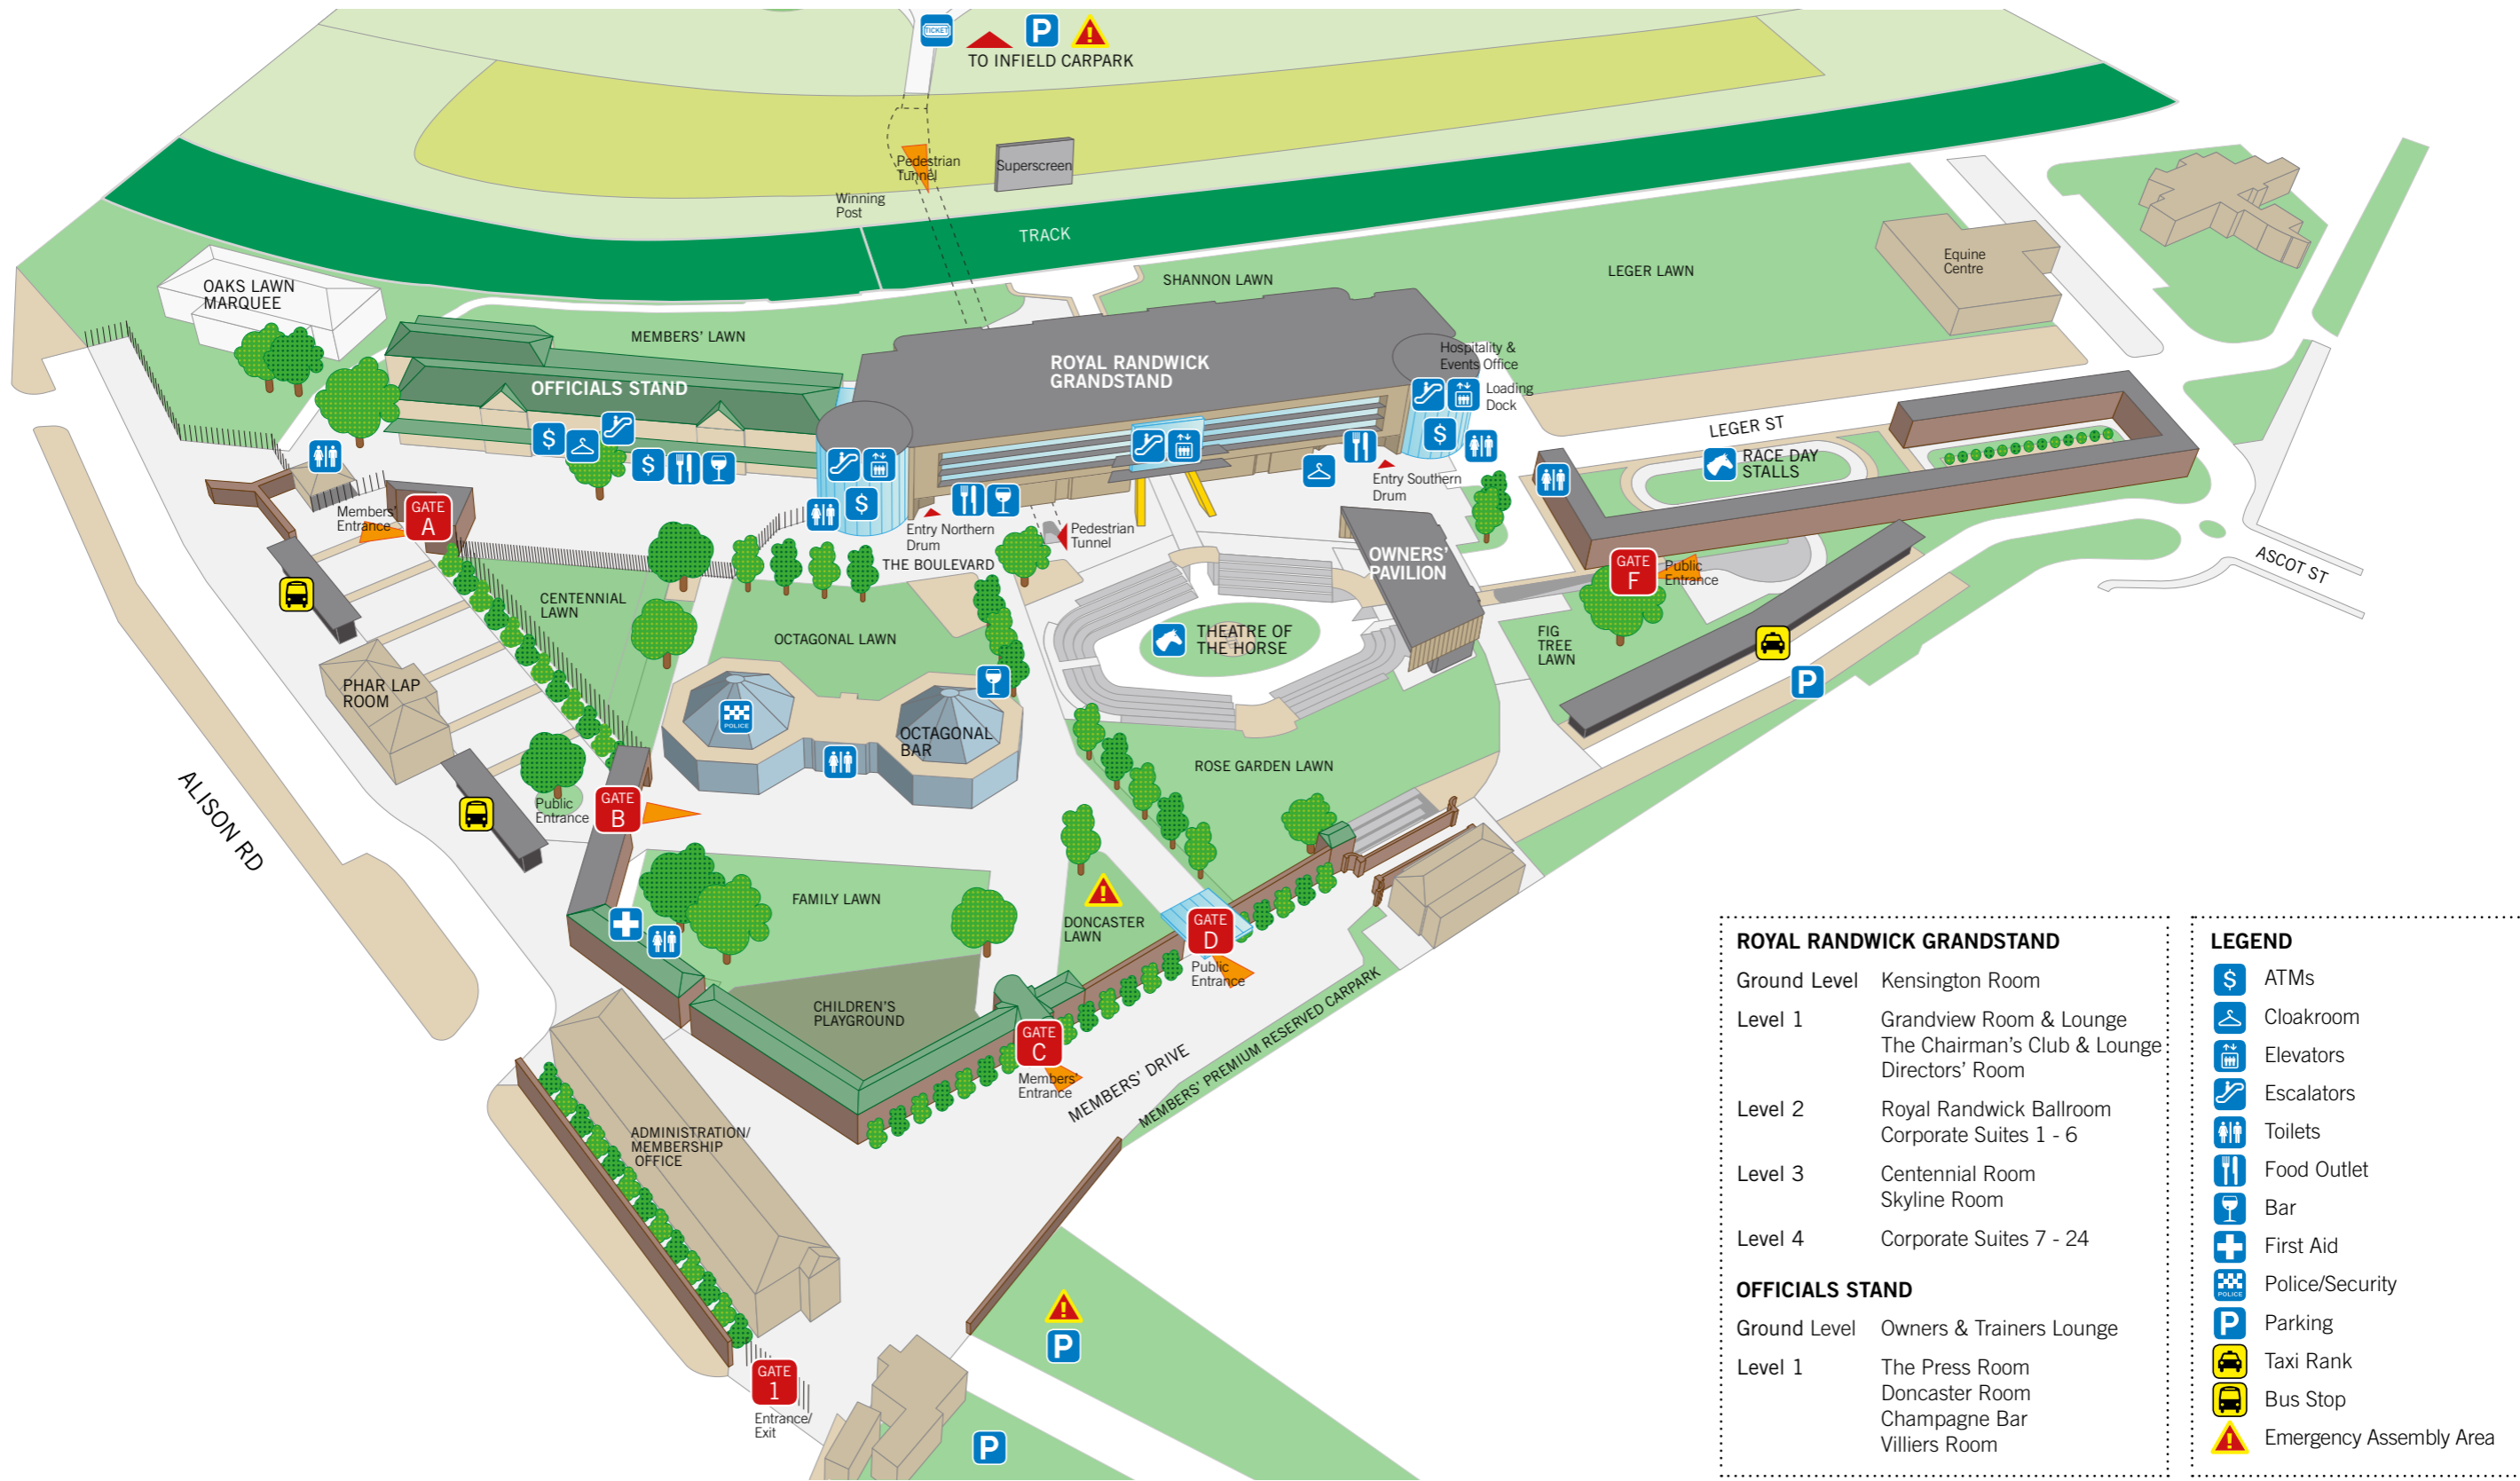 TICKET
P
TO INFIELD CARPARK
Pedestrian
Tunnel
Superscreen
Winning
Post
TRACK
SHANNON LAWN
LEGER LAWN
Equine
Centre
OAKS LAWN
MARQUEE
MEMBERS' LAWN
OFFICIALS STAND
ROYAL RANDWICK
GRANDSTAND
Hospitality &
Events Office
Loading
Dock
LEGER ST
RACE DAY
STALLS
$
$
$
$
Entry Southern
Drum
Members'
Entrance
GATE
A
Entry Northern
Drum
Pedestrian
Tunnel
THE BOULEVARD
OWNERS'
PAVILION
GATE
F
Public
Entrance
ASCOT ST
CENTENNIAL
LAWN
OCTAGONAL LAWN
THEATRE OF
THE HORSE
FIG
TREE
LAWN
P
PHAR LAP
ROOM
POLICE
OCTAGONAL
BAR
ROSE GARDEN LAWN
ALISON RD
Public
Entrance
GATE
B
FAMILY LAWN
DONCASTER
LAWN
GATE
D
Public
Entrance
CHILDREN'S
PLAYGROUND
GATE
C
Members'
Entrance
MEMBERS' DRIVE
MEMBERS' PREMIUM RESERVED CARPARK
ADMINISTRATION/
MEMBERSHIP
OFFICE
P
GATE
1
Entrance/
Exit
P
ROYAL RANDWICK GRANDSTAND
Ground Level Kensington Room
Level 1 Grandview Room & Lounge
The Chairman's Club & Lounge
Directors' Room
Level 2 Royal Randwick Ballroom
Corporate Suites 1 - 6
Level 3 Centennial Room
Skyline Room
Level 4 Corporate Suites 7 - 24
OFFICIALS STAND
Ground Level Owners & Trainers Lounge
Level 1 The Press Room
Doncaster Room
Champagne Bar
Villiers Room
LEGEND
$ ATMs
Cloakroom
Elevators
Escalators
Toilets
Food Outlet
Bar
First Aid
POLICE Police/Security
P Parking
Taxi Rank
Bus Stop
Emergency Assembly Area